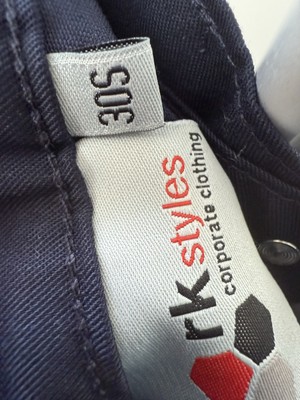 30S
rk styles
corporate clothing